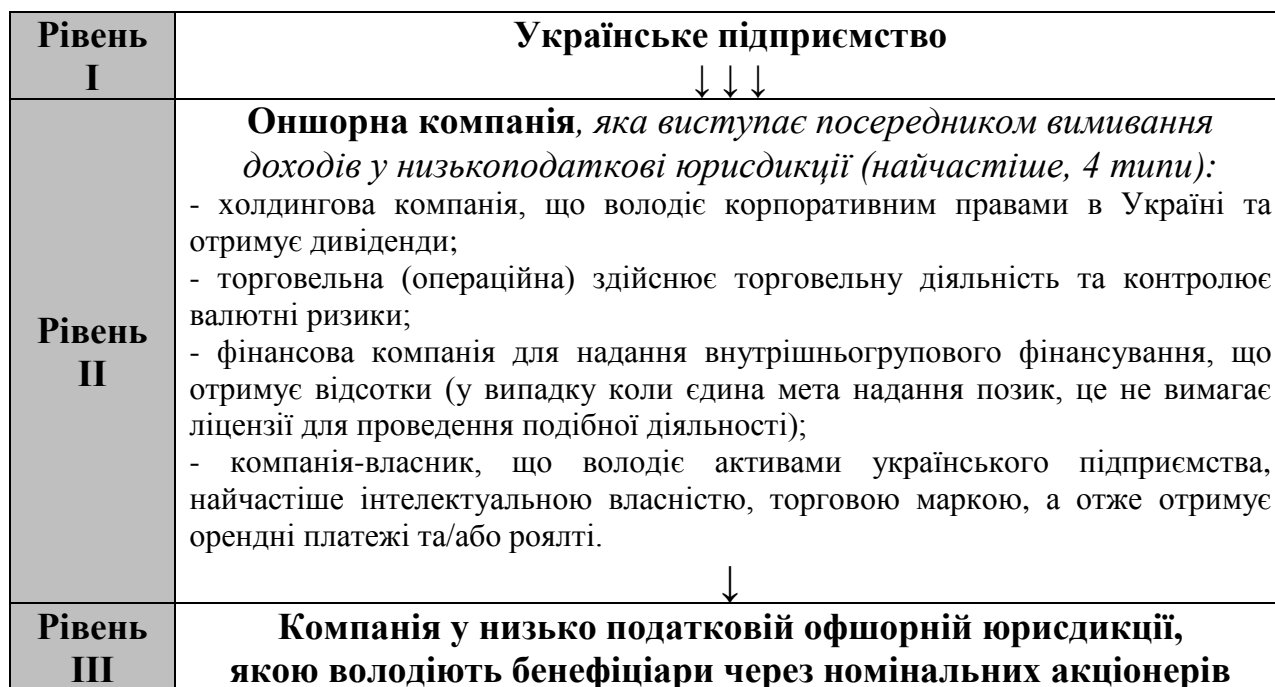 Рівень
I
Українське підприємство
↓↓↓
Рівень
II
Оншорна компанія, яка виступає посередником вимивання
доходів у низькоподаткові юрисдикції (найчастіше, 4 типи):
- холдингова компанія, що володіє корпоративним правами в Україні та
отримує дивіденди;
- торговельна (операційна) здійснює торговельну діяльність та контролює
валютні ризики;
- фінансова компанія для надання внутрішньогрупового фінансування, що
отримує відсотки (у випадку коли єдина мета надання позик, це не вимагає
ліцензії для проведення подібної діяльності);
- компанія-власник, що володіє активами українського підприємства,
найчастіше інтелектуальною власністю, торговою маркою, а отже отримує
орендні платежі та/або роялті.
↓
Рівень
III
Компанія у низько податковій офшорній юрисдикції,
якою володіють бенефіціари через номінальних акціонерів